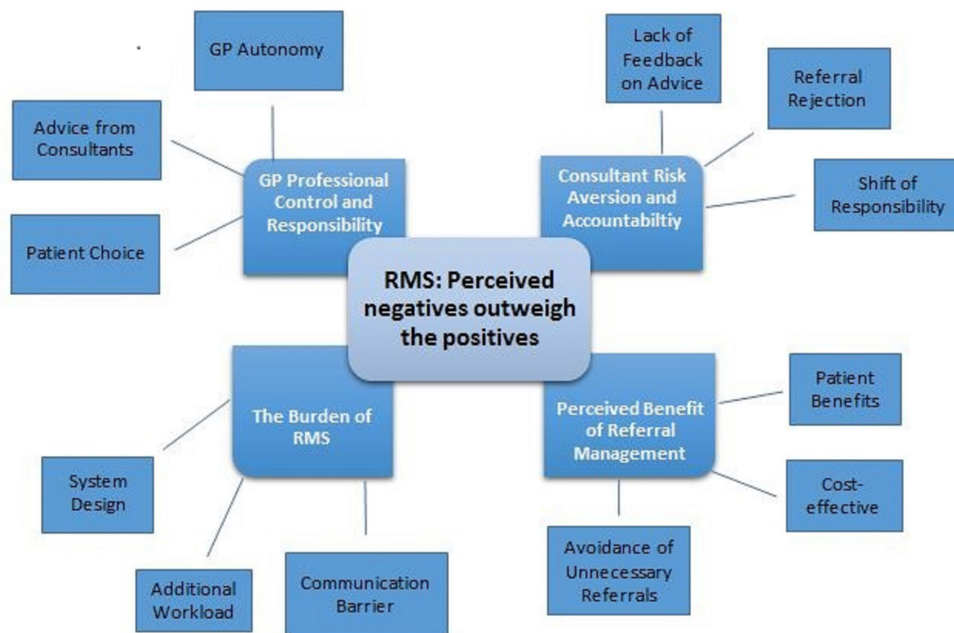 GP Autonomy
Advice from
Consultants
Patient Choice
GP Professional
Control and
Responsibility
Lack of
Feedback
on Advice
Referral
Rejection
Shift of
Responsibility
Consultant Risk
Aversion and
Accountabiltiy
RMS: Perceived
negatives outweigh
the positives
The Burden of
RMS
System
Design
Additional
Workload
Communication
Barrier
Perceived Benefit
of Referral
Management
Patient
Benefits
Cost-
effective
Avoidance of
Unnecessary
Referrals